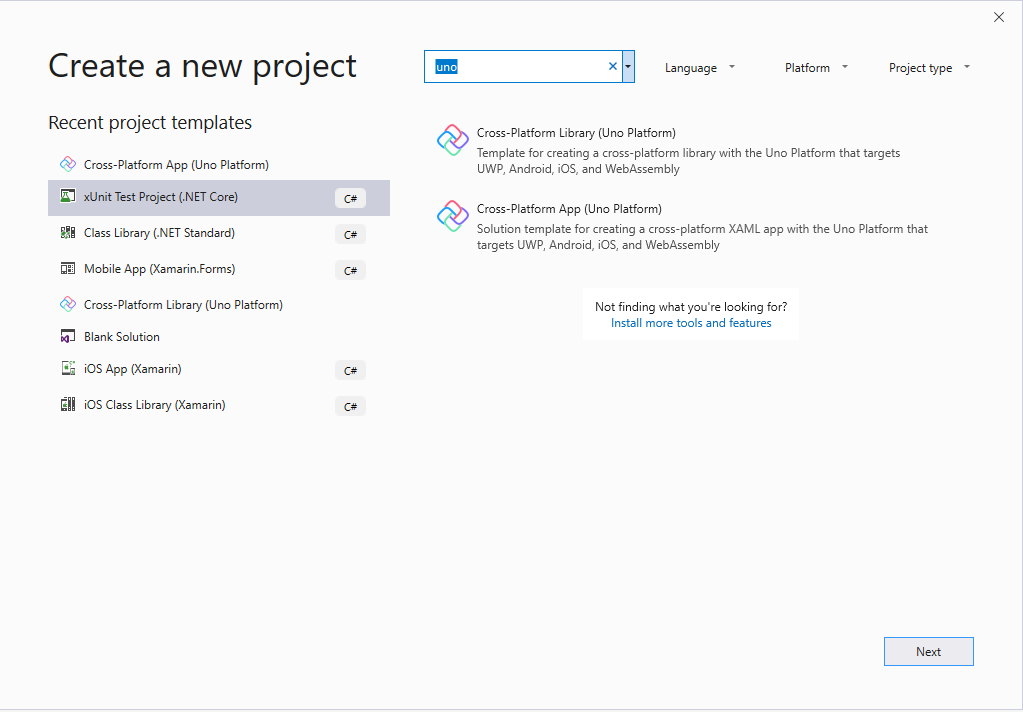 Create a new project
uno
Language
Platform
Project type
Recent project templates
Cross-Platform App (Uno Platform)
xUnit Test Project (.NET Core) C#
Class Library (.NET Standard) C#
Mobile App (Xamarin.Forms) C#
Cross-Platform Library (Uno Platform)
Blank Solution
iOS App (Xamarin) C#
iOS Class Library (Xamarin) C#
Cross-Platform Library (Uno Platform)
Template for creating a cross-platform library with the Uno Platform that targets
UWP, Android, iOS, and WebAssembly
Cross-Platform App (Uno Platform)
Solution template for creating a cross-platform XAML app with the Uno Platform that
targets UWP, Android, iOS, and WebAssembly
Not finding what you're looking for?
Install more tools and features
Next